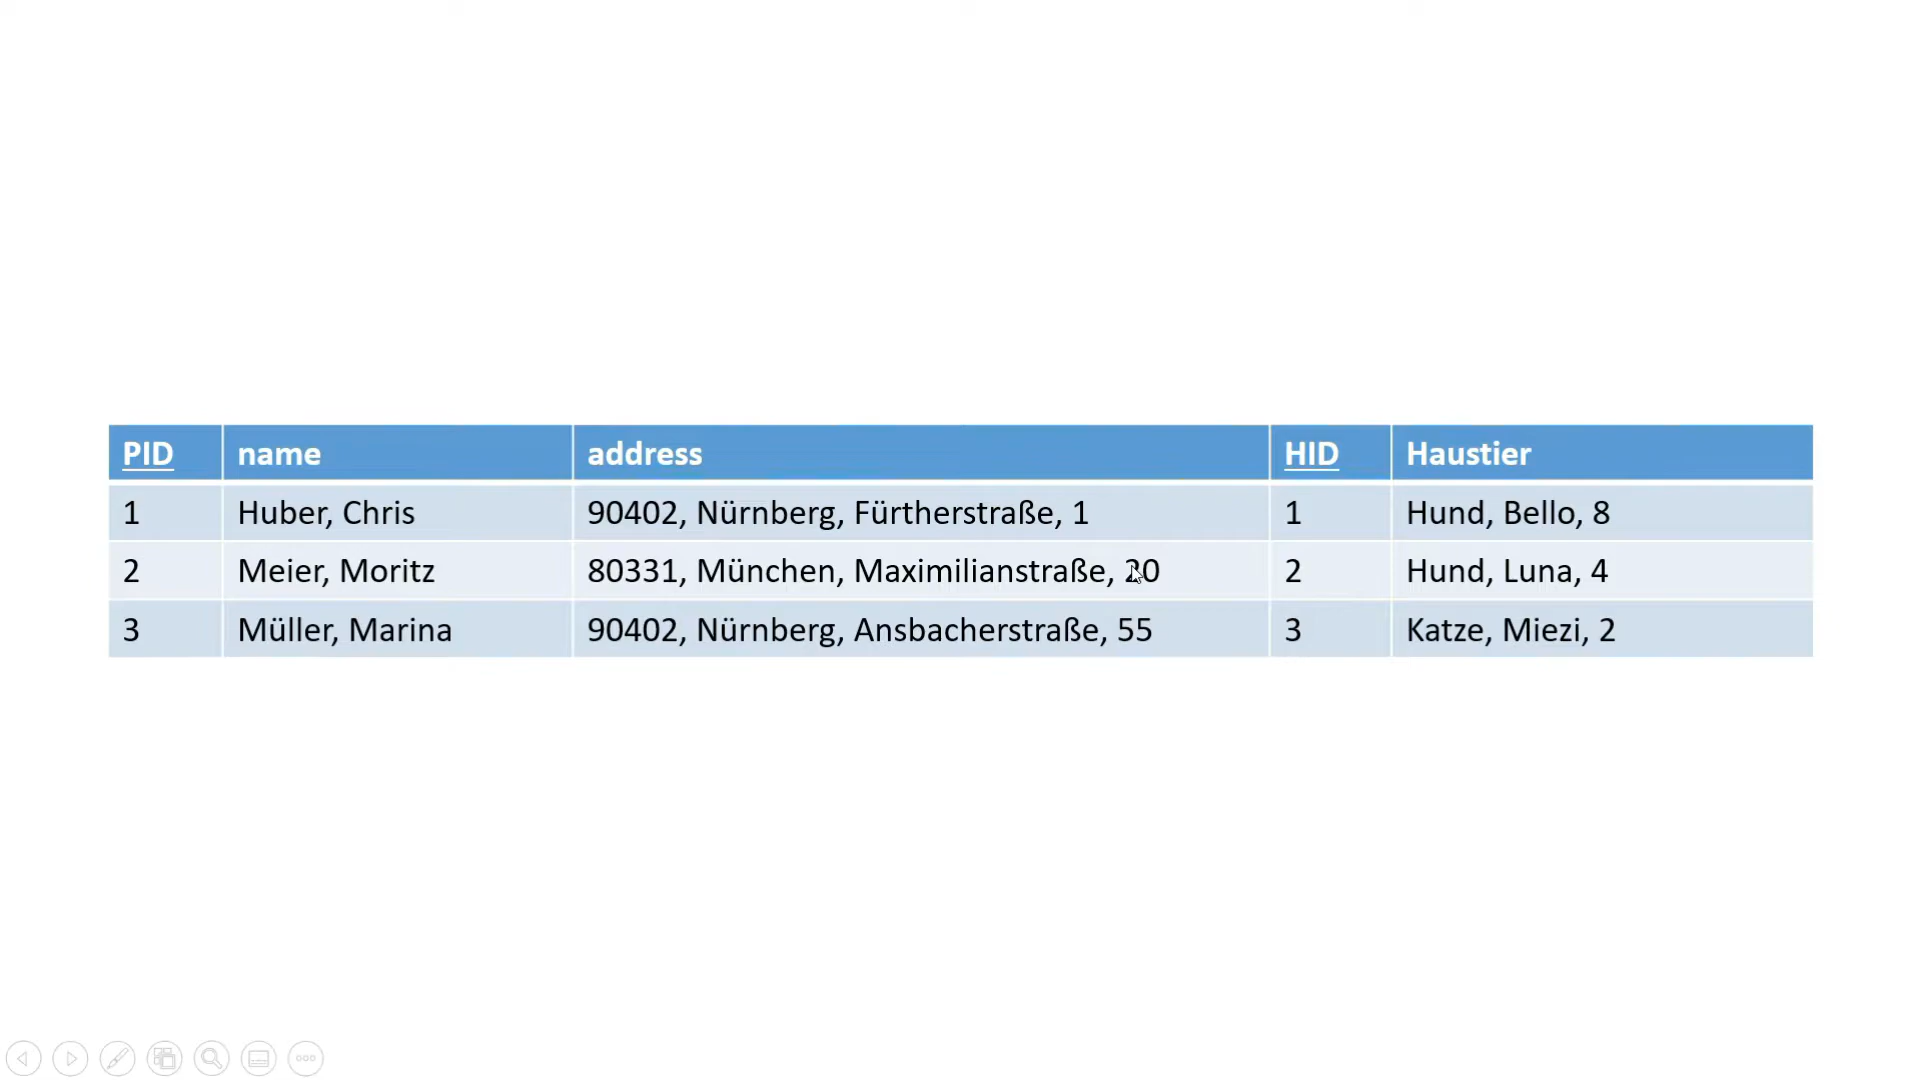 PID name address HID Haustier
1 Huber, Chris 90402, Nürnberg, Fürtherstraße, 1 1 Hund, Bello, 8
2 Meier, Moritz 80331, München, Maximilianstraße, 20 2 Hund, Luna, 4
3 Müller, Marina 90402, Nürnberg, Ansbacherstraße, 55 3 Katze, Miezi, 2